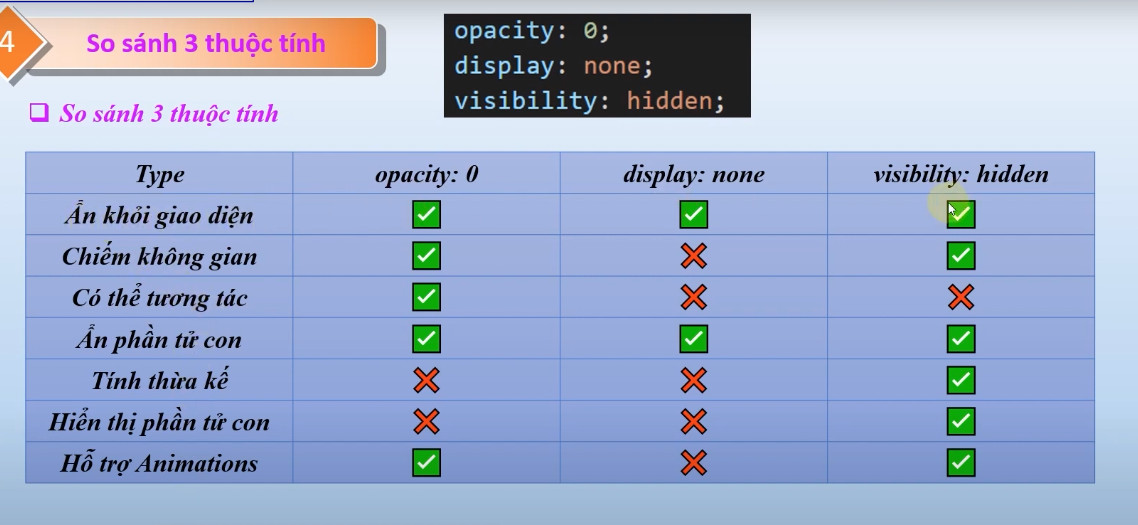 4
So sánh 3 thuộc tính
opacity: 0;
display: none;
visibility: hidden;
So sánh 3 thuộc tính
Type opacity: 0 display: none visibility: hidden
Ẩn khỏi giao diện
Chiếm không gian
Có thể tương tác
Ẩn phần tử con
Tính thừa kế
Hiển thị phần tử con
Hỗ trợ Animations